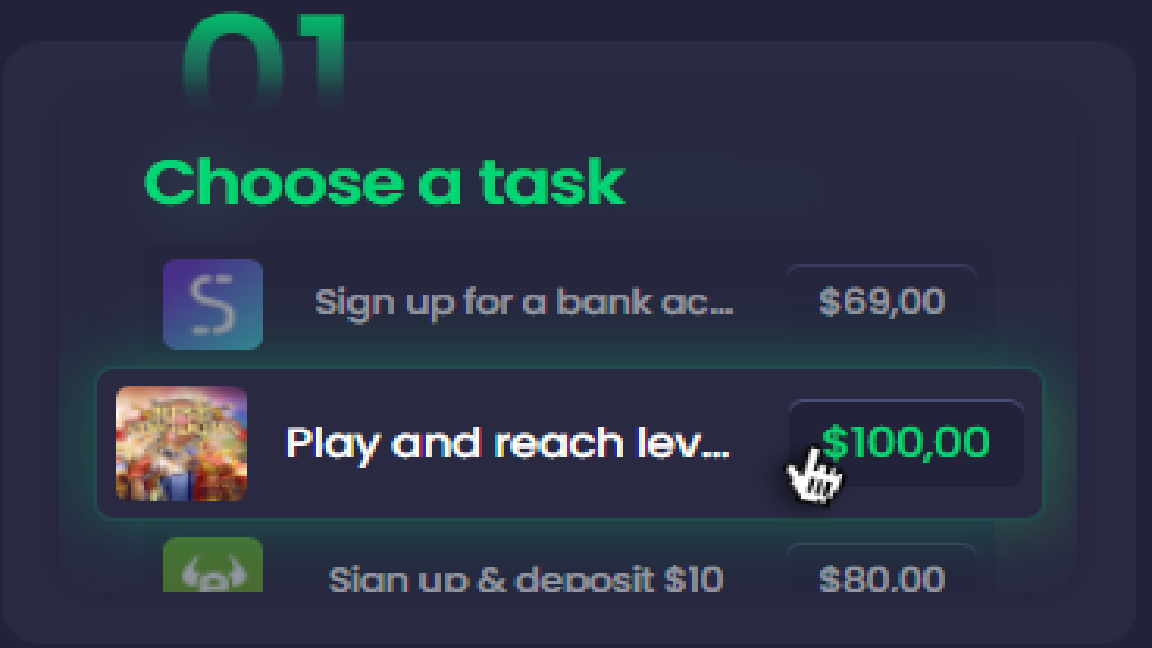 01
Choose a task
Sign up for a bank ac...
$69,00
Play and reach lev...
$100,00
Sign up & deposit $10
$80,00